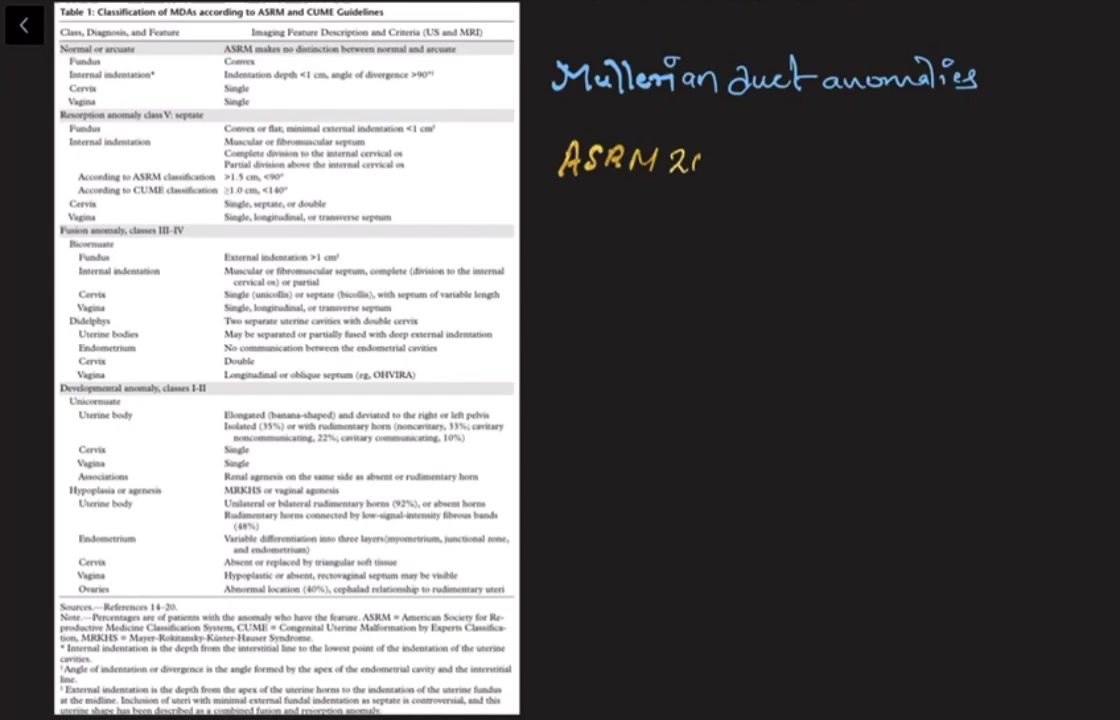 Table 1: Classification of MDAs according to ASRM and CUME Guidelines
Class, Diagnosis, and Feature Imaging Feature Description and Criteria (US and MRI)
Normal or arcuate ASRM makes no distinction between normal and arcuate
Fundus Convex
Internal indentation* Indentation depth <1 cm, angle of divergence >90°†
Cervix Single
Vagina Single
Resorption anomaly class V: septate
Fundus Convex or flat; minimal external indentation <1 cm‡
Internal indentation Muscular or fibromuscular septum
Complete division to the internal cervical os
Partial division above the internal cervical os
According to ASRM classification >1.5 cm, <90°
According to CUME classification ≥1.0 cm, <140°
Cervix Single, septate, or double
Vagina Single, longitudinal, or transverse septum
Fusion anomaly, classes III-IV
Bicornuate
Fundus External indentation >1 cm‡
Internal indentation Muscular or fibromuscular septum, complete (division to the internal
cervical os) or partial
Cervix Single (unicollis) or septate (bicollis), with septum of variable length
Vagina Single, longitudinal, or transverse septum
Didelphys Two separate uterine cavities with double cervix
Uterine bodies May be separated or partially fused with deep external indentation
Endometrium No communication between the endometrial cavities
Cervix Double
Vagina Longitudinal or oblique septum (eg, OHVIRA)
Developmental anomaly, classes I-II
Unicornuate
Uterine body Elongated (banana-shaped) and deviated to the right or left pelvis
Isolated (35%) or with rudimentary horn (noncavitary, 33%; cavitary
noncommunicating, 22%; cavitary communicating, 10%)
Cervix Single
Vagina Single
Associations Renal agenesis on the same side as absent or rudimentary horn
Hypoplasia or agenesis MRKHS or vaginal agenesis
Uterine body Unilateral or bilateral rudimentary horns (92%), or absent horns
Rudimentary horns connected by low-signal-intensity fibrous bands
(48%)
Endometrium Variable differentiation into three layers(myometrium, junctional zone,
and endometrium)
Cervix Absent or replaced by triangular soft tissue
Vagina Hypoplastic or absent, rectovaginal septum may be visible
Ovaries Abnormal location (40%), cephalad relationship to rudimentary uteri
Sources.—References 14-20.
Note.—Percentages are of patients with the anomaly who have the feature. ASRM = American Society for Re-
productive Medicine Classification System, CUME = Congenital Uterine Malformation by Experts Classifica-
tion, MRKHS = Mayer-Rokitansky-Küster-Hauser Syndrome.
* Internal indentation is the depth from the interstitial line to the lowest point of the indentation of the uterine
cavities.
† Angle of indentation or divergence is the angle formed by the apex of the endometrial cavity and the interstitial
line.
‡ External indentation is the depth from the apex of the uterine horns to the indentation of the uterine fundus
at the midline. Inclusion of uteri with minimal external fundal indentation as septate is controversial, and this
uterine shape has been described as a combined fusion and resorption anomaly.
Mullerian duct anomalies
ASRM 20